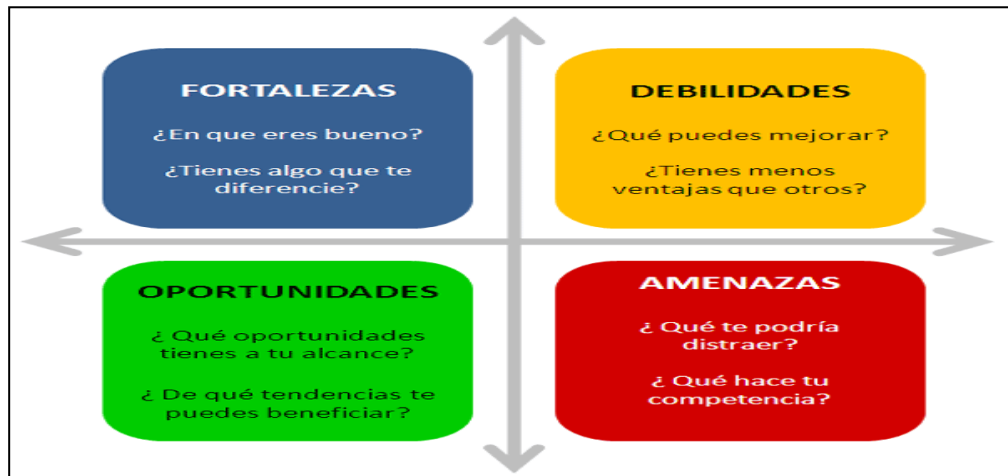 FORTALEZAS
¿En que eres bueno?
¿Tienes algo que te
diferencie?
DEBILIDADES
¿Qué puedes mejorar?
¿Tienes menos
ventajas que otros?
OPORTUNIDADES
¿ Qué oportunidades
tienes a tu alcance?
¿ De qué tendencias te
puedes beneficiar?
AMENAZAS
¿ Qué te podría
distraer?
¿ Qué hace tu
competencia?